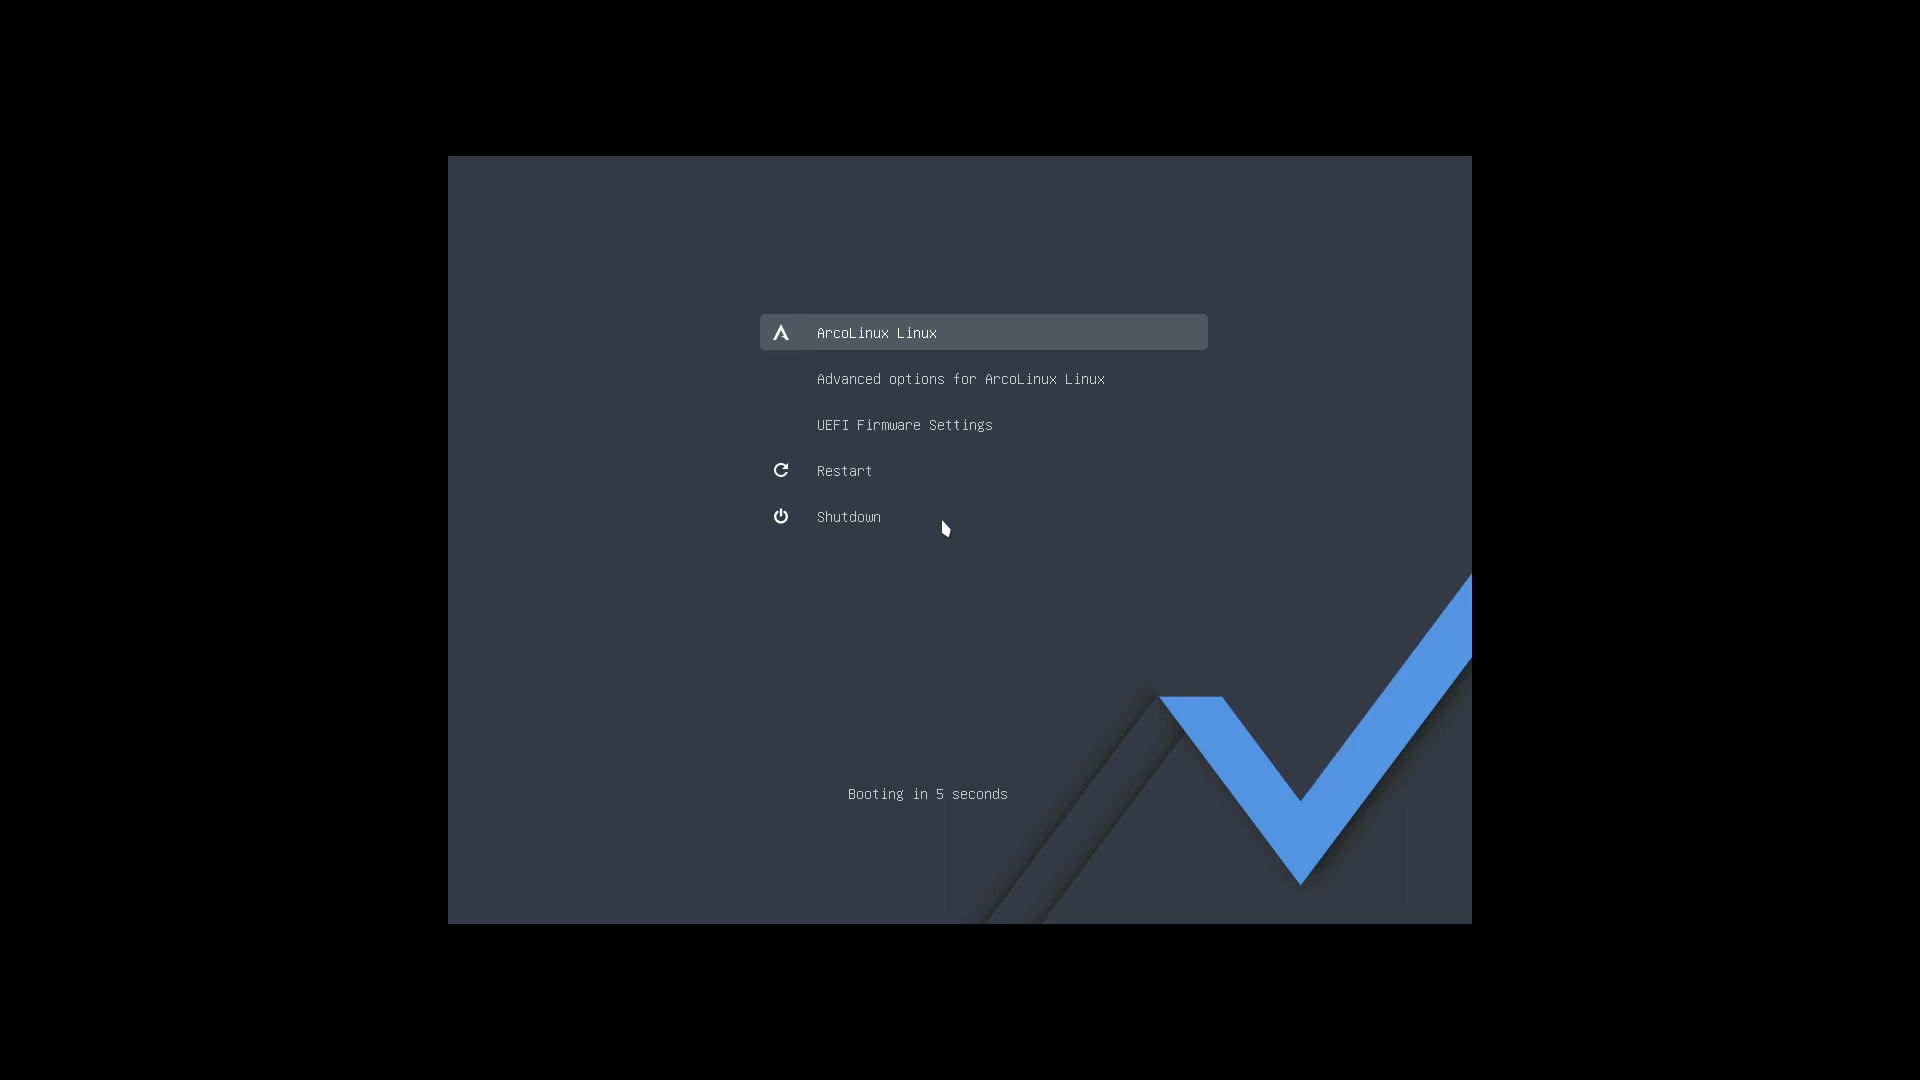 ArcoLinux Linux
Advanced options for ArcoLinux Linux
UEFI Firmware Settings
Restart
Shutdown
Booting in 5 seconds